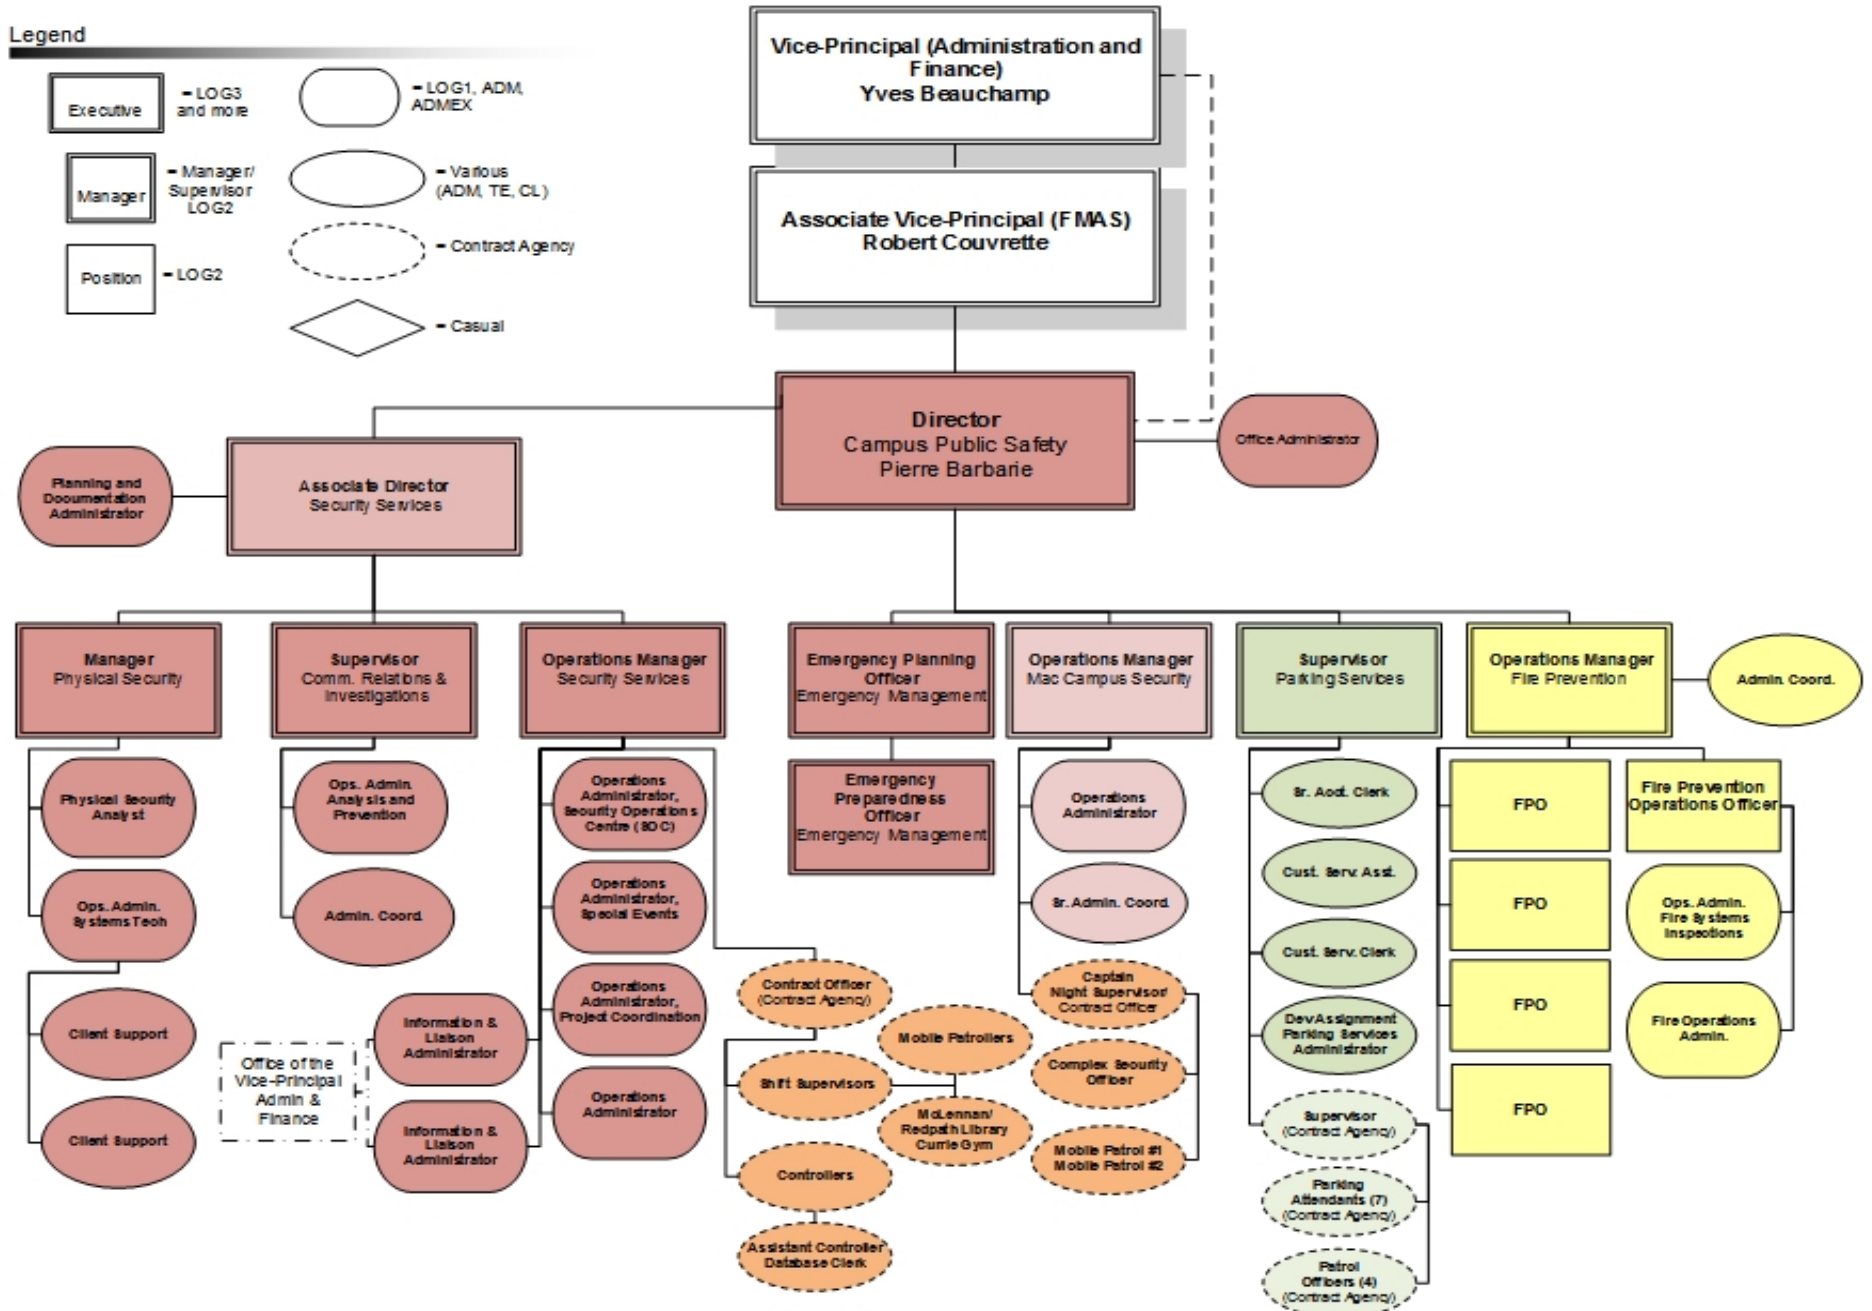 Legend
Executive
= LOG3
and more
= LOG1, ADM,
ADMEX
Manager
= Manager/
Supervisor
LOG2
= Various
(ADM, TE, CL)
Position
= LOG2
= Contract Agency
= Casual
Vice-Principal (Administration and
Finance)
Yves Beauchamp
Associate Vice-Principal (FMAS)
Robert Couvrette
Director
Campus Public Safety
Pierre Barbarie
Office Administrator
Planning and
Documentation
Administrator
Associate Director
Security Services
Manager
Physical Security
Supervisor
Comm. Relations &
Investigations
Operations Manager
Security Services
Emergency Planning
Officer
Emergency Management
Operations Manager
Mac Campus Security
Supervisor
Parking Services
Operations Manager
Fire Prevention
Admin. Coord.
Physical Security
Analyst
Ops. Admin.
Systems Tech
Client Support
Client Support
Ops. Admin.
Analysis and
Prevention
Admin. Coord.
Office of the
Vice-Principal
Admin &
Finance
Information &
Liaison
Administrator
Information &
Liaison
Administrator
Operations
Administrator,
Security Operations
Centre (SOC)
Operations
Administrator,
Special Events
Operations
Administrator,
Project Coordination
Operations
Administrator
Contract Officer
(Contract Agency)
Shift Supervisors
Mobile Patrollers
McLennan/
Redpath Library
Currie Gym
Controllers
Assistant Controller
Database Clerk
Emergency
Preparedness
Officer
Emergency Management
Operations
Administrator
Sr. Admin. Coord.
Captain
Night Supervisor/
Contract Officer
Complex Security
Officer
Mobile Patrol #1
Mobile Patrol #2
Sr. Acct. Clerk
Cust. Serv. Asst.
Cust. Serv. Clerk
Dev Assignment
Parking Services
Administrator
Supervisor
(Contract Agency)
Parking
Attendants (7)
(Contract Agency)
Patrol
Officers (4)
(Contract Agency)
FPO
FPO
FPO
FPO
Fire Prevention
Operations Officer
Ops. Admin.
Fire Systems
Inspections
Fire Operations
Admin.